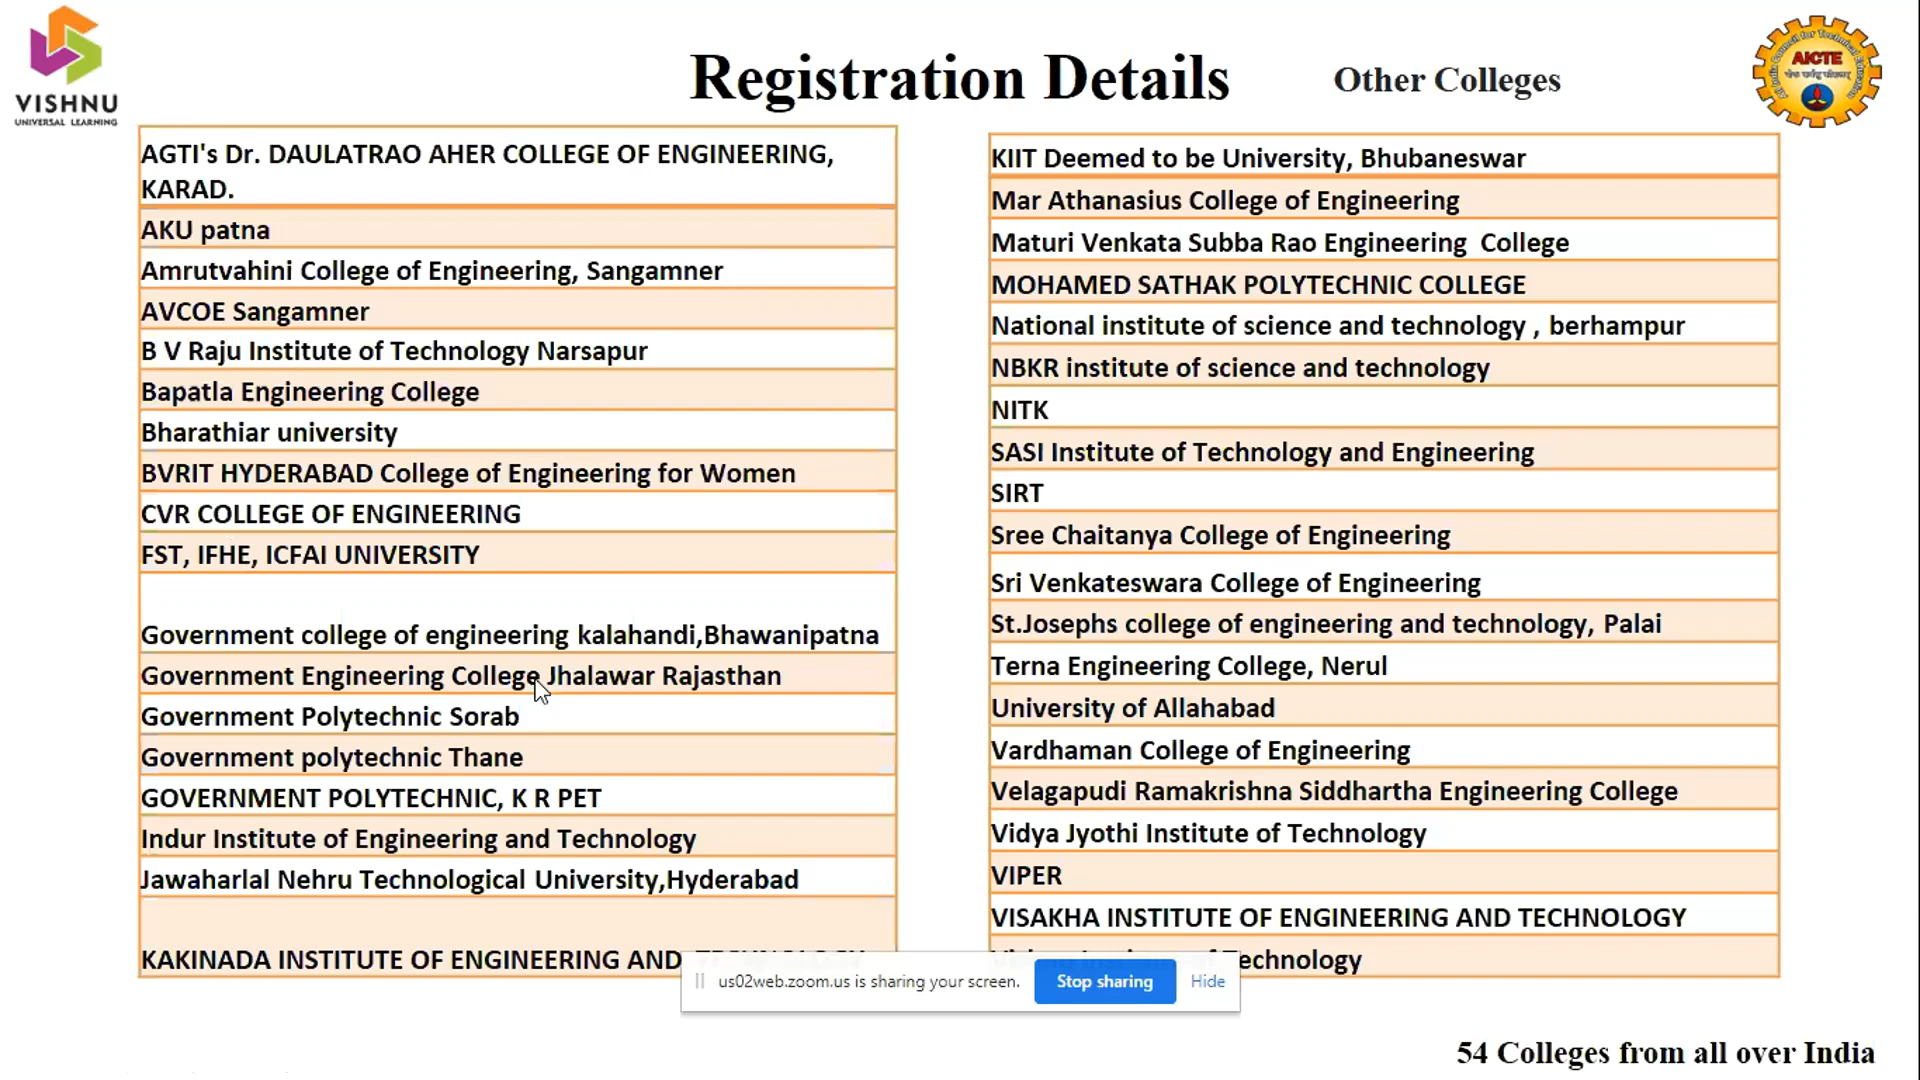 VISHNU
UNIVERSAL LEARNING
Registration Details
Other Colleges
AICTE
AGTI's Dr. DAULATRAO AHER COLLEGE OF ENGINEERING,
KARAD.
AKU patna
Amrutvahini College of Engineering, Sangamner
AVCOE Sangamner
B V Raju Institute of Technology Narsapur
Bapatla Engineering College
Bharathiar university
BVRIT HYDERABAD College of Engineering for Women
CVR COLLEGE OF ENGINEERING
FST, IFHE, ICFAI UNIVERSITY
Government college of engineering kalahandi,Bhawanipatna
Government Engineering College Jhalawar Rajasthan
Government Polytechnic Sorab
Government polytechnic Thane
GOVERNMENT POLYTECHNIC, K R PET
Indur Institute of Engineering and Technology
Jawaharlal Nehru Technological University,Hyderabad
KAKINADA INSTITUTE OF ENGINEERING AND
KIIT Deemed to be University, Bhubaneswar
Mar Athanasius College of Engineering
Maturi Venkata Subba Rao Engineering  College
MOHAMED SATHAK POLYTECHNIC COLLEGE
National institute of science and technology , berhampur
NBKR institute of science and technology
NITK
SASI Institute of Technology and Engineering
SIRT
Sree Chaitanya College of Engineering
Sri Venkateswara College of Engineering
St.Josephs college of engineering and technology, Palai
Terna Engineering College, Nerul
University of Allahabad
Vardhaman College of Engineering
Velagapudi Ramakrishna Siddhartha Engineering College
Vidya Jyothi Institute of Technology
VIPER
VISAKHA INSTITUTE OF ENGINEERING AND TECHNOLOGY
Technology
us02web.zoom.us is sharing your screen.
Stop sharing
Hide
54 Colleges from all over India